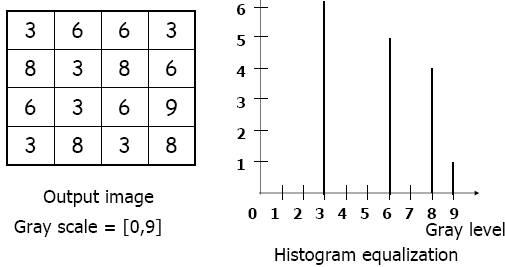 3 6 6 3
8 3 8 6
6 3 6 9
3 8 3 8
Output image
Gray scale = [0,9]
6
5
4
3
2
1
0 1 2 3 4 5 6 7 8 9
Gray level
Histogram equalization